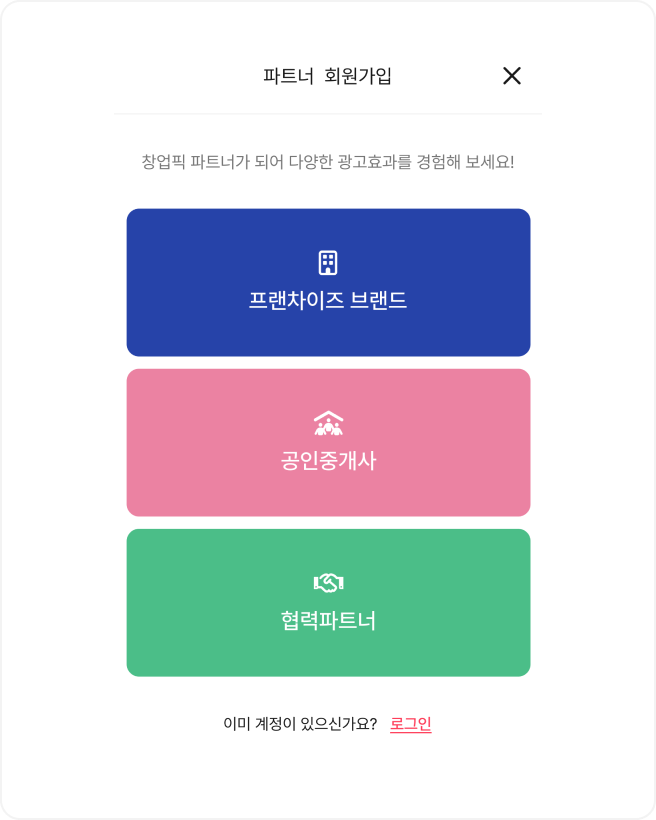 파트너 회원가입
창업픽 파트너가 되어 다양한 광고효과를 경험해 보세요!
프랜차이즈 브랜드
공인중개사
협력파트너
이미 계정이 있으신가요? 로그인